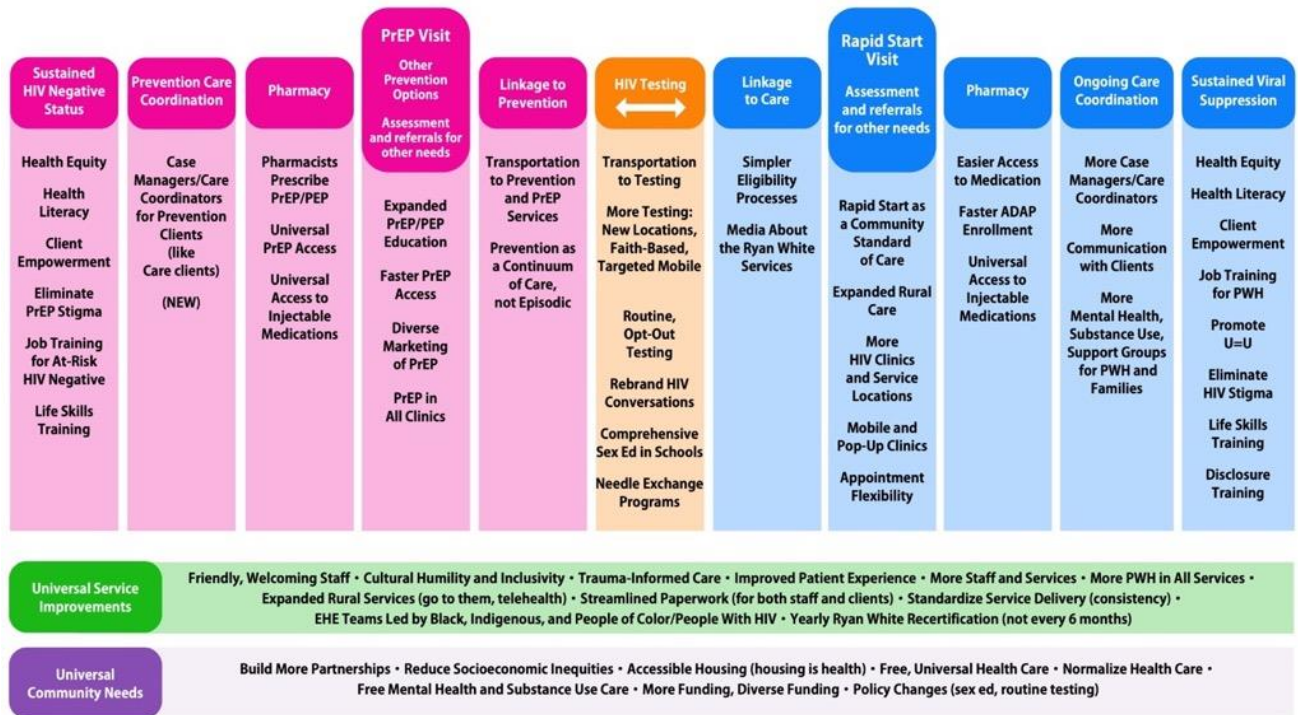 Sustained
HIV Negative
Status
Health Equity
Health
Literacy
Client
Empowerment
Eliminate
PrEP Stigma
Job Training
for At-Risk
HIV Negative
Life Skills
Training
Prevention Care
Coordination
Case
Managers/Care
Coordinators
for Prevention
Clients
(like
Care clients)
(NEW)
Pharmacy
Pharmacists
Prescribe
PrEP/PEP
Universal
PrEP Access
Universal
Access to
Injectable
Medications
PrEP Visit
Other
Prevention
Options
Assessment
and referrals for
other needs
Expanded
PrEP/PEP
Education
Faster PrEP
Access
Diverse
Marketing
of PrEP
PrEP in
All Clinics
Linkage to
Prevention
Transportation
to Prevention
and PrEP
Services
Prevention as
a Continuum
of Care,
not Episodic
HIV Testing
Transportation
to Testing
More Testing:
New Locations,
Faith-Based,
Targeted Mobile
Routine,
Opt-Out
Testing
Rebrand HIV
Conversations
Comprehensive
Sex Ed in Schools
Needle Exchange
Programs
Linkage
to Care
Simpler
Eligibility
Processes
Media About
the Ryan White
Services
Rapid Start
Visit
Assessment
and referrals
for other needs
Rapid Start as
a Community
Standard
of Care
Expanded Rural
Care
More
HIV Clinics
and Service
Locations
Mobile and
Pop-Up Clinics
Appointment
Flexibility
Pharmacy
Easier Access
to Medication
Faster ADAP
Enrollment
Universal
Access to
Injectable
Medications
Ongoing Care
Coordination
More Case
Managers/Care
Coordinators
More
Communication
with Clients
More
Mental Health,
Substance Use,
Support Groups
for PWH and
Families
Sustained Viral
Suppression
Health Equity
Health Literacy
Client
Empowerment
Job Training
for PWH
Promote
U=U
Eliminate
HIV Stigma
Life Skills
Training
Disclosure
Training
Universal Service
Improvements
Friendly, Welcoming Staff • Cultural Humility and Inclusivity • Trauma-Informed Care • Improved Patient Experience • More Staff and Services • More PWH in All Services •
Expanded Rural Services (go to them, telehealth) • Streamlined Paperwork (for both staff and clients) • Standardize Service Delivery (consistency) •
EHE Teams Led by Black, Indigenous, and People of Color/People With HIV • Yearly Ryan White Recertification (not every 6 months)
Universal
Community Needs
Build More Partnerships • Reduce Socioeconomic Inequities • Accessible Housing (housing is health) • Free, Universal Health Care • Normalize Health Care •
Free Mental Health and Substance Use Care • More Funding, Diverse Funding • Policy Changes (sex ed, routine testing)